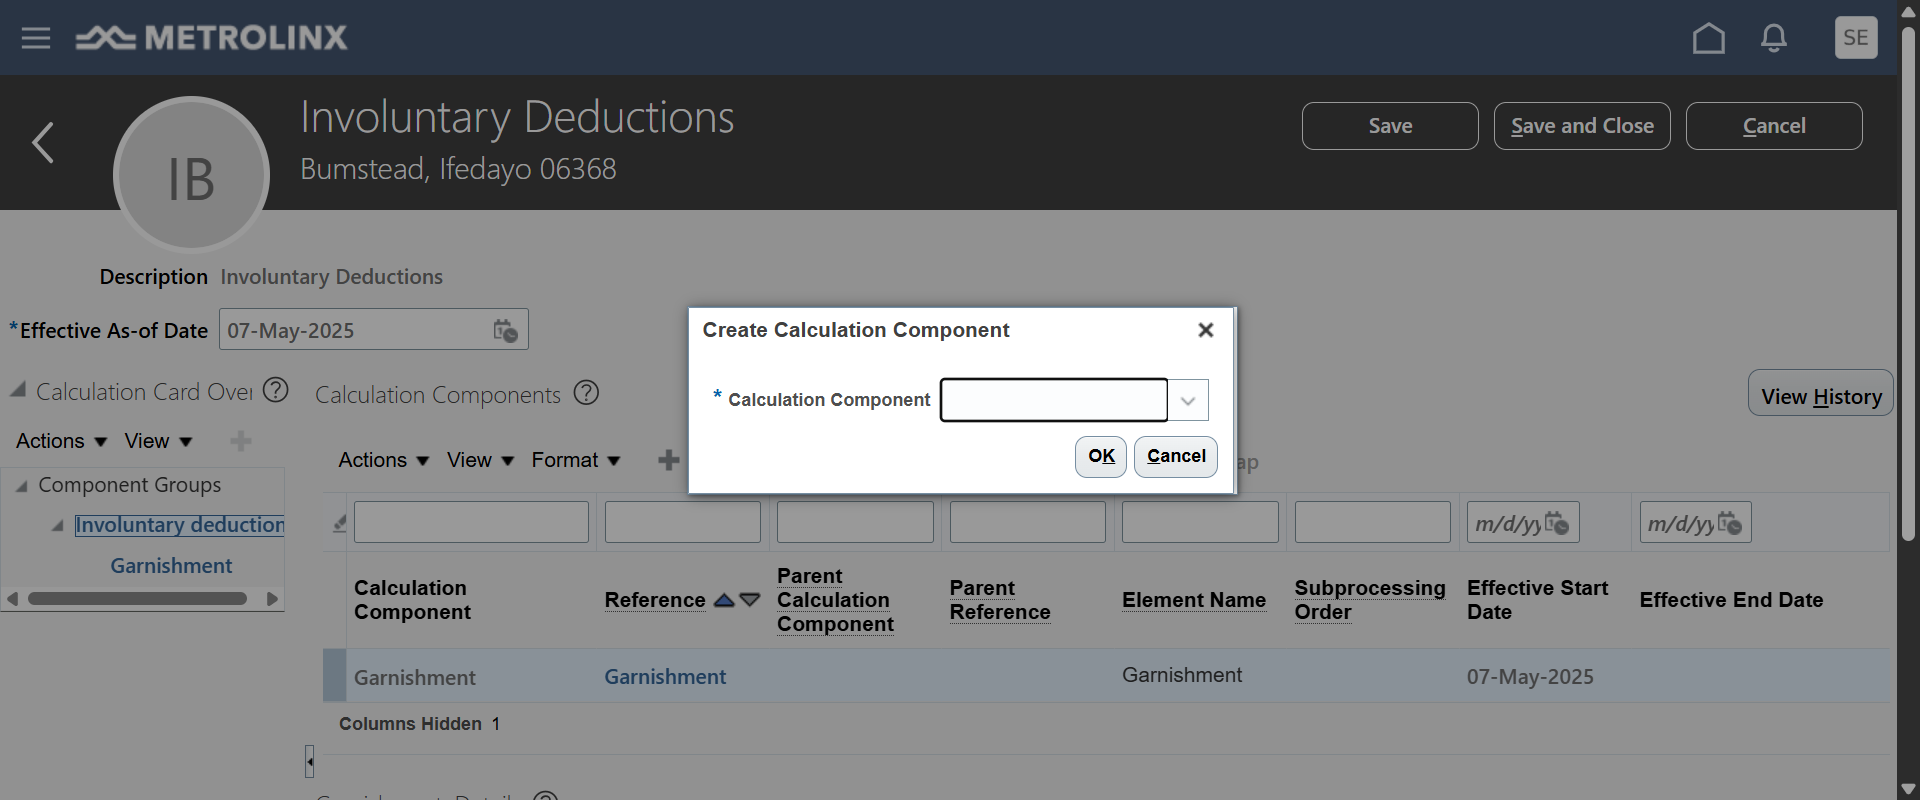 METROLINX
SE
Involuntary Deductions
Bumstead, Ifedayo 06368
IB
Save
Save and Close
Cancel
Description Involuntary Deductions
*Effective As-of Date 07-May-2025
Calculation Card Over
Calculation Components
View History
Actions View
Actions View Format
Component Groups
Involuntary deduction
Garnishment
Create Calculation Component
* Calculation Component
OK
Cancel
ap
m/d/yy
m/d/yy
Calculation Component
Reference
Parent Calculation Component
Parent Reference
Element Name
Subprocessing Order
Effective Start Date
Effective End Date
Garnishment Garnishment Garnishment 07-May-2025
Columns Hidden 1